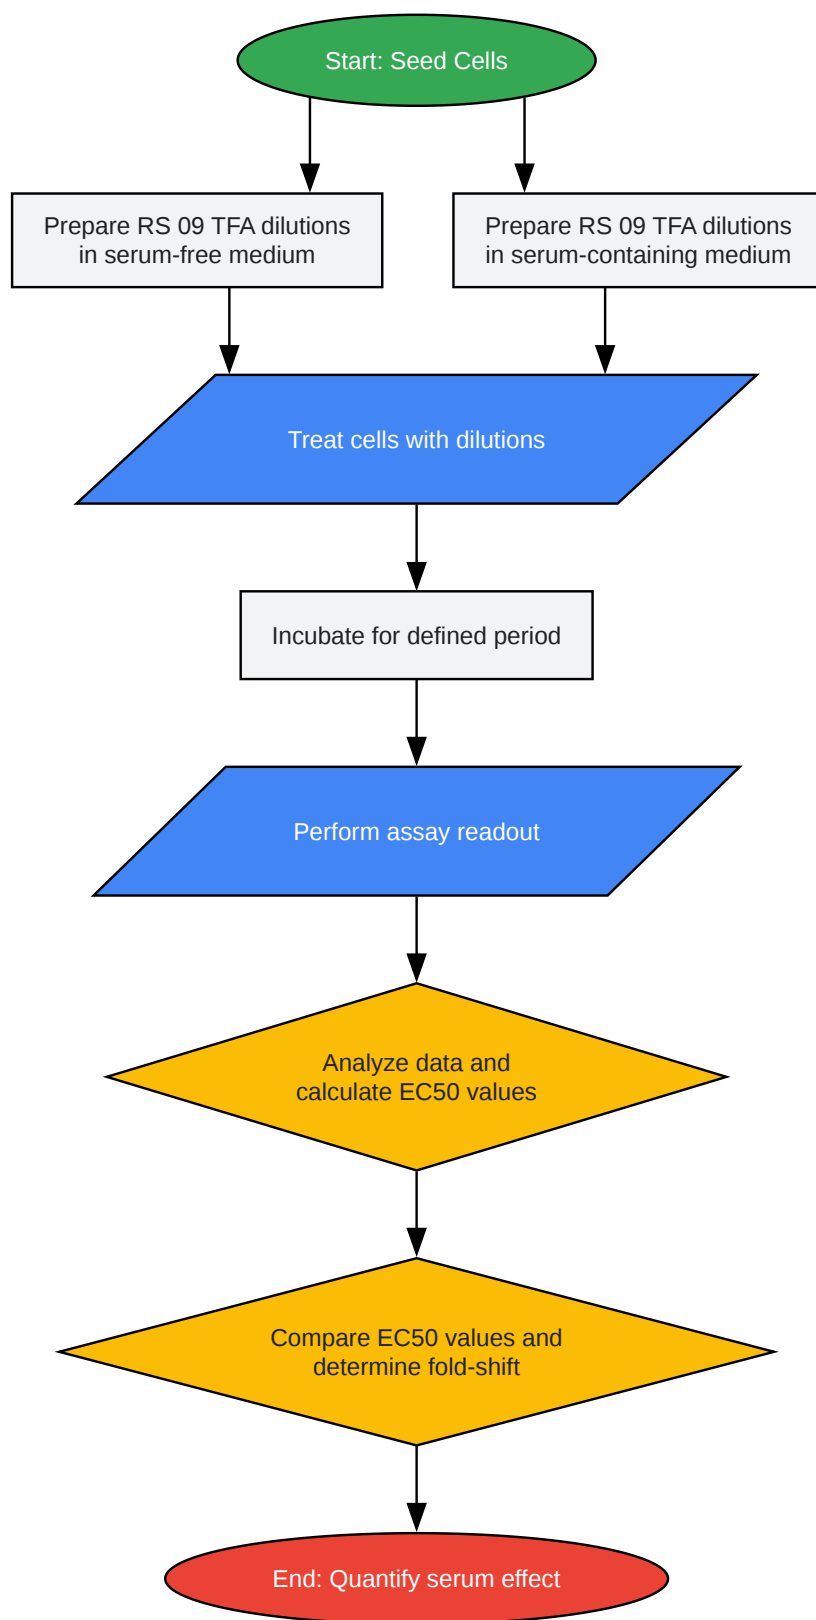 Start: Seed Cells
Prepare RS 09 TFA dilutions
in serum-free medium
Prepare RS 09 TFA dilutions
in serum-containing medium
Treat cells with dilutions
Incubate for defined period
Perform assay readout
Analyze data and
calculate EC50 values
Compare EC50 values and
determine fold-shift
End: Quantify serum effect